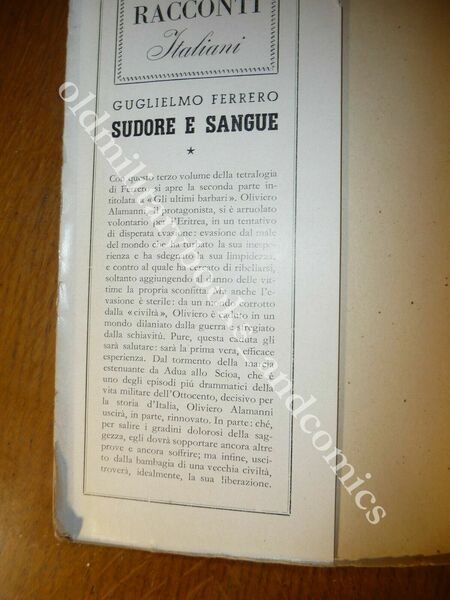 RACCONTI
Italiani
GUGLIELMO FERRERO
SUDORE E SANGUE
★
Con questo terzo volume della tetralogia
di Ferrero si apre la seconda parte in-
titolata a «Gli ultimi barbari». Oliviero
Alamanni, il protagonista, si è arruolato
volontario per l'Eritrea, in un tentativo
di disperata evasione: evasione dal male
del mondo che ha turbato la sua inespe-
rienza e ha sdegnato la sua limpidezza,
e contro al quale ha cercato di ribellarsi,
soltanto aggiungendo al danno delle vit-
time la propria sconfitta. Ma anche l'e-
vasione è sterile: da un mondo corrotto
dalla «civiltà», Oliviero è caduto in un
mondo dilaniato dalla guerra e sfregiato
dalla schiavitù. Pure, questa caduta gli
sarà salutare: sarà la prima vera, efficace
esperienza. Dal tormento della marcia
estenuante da Adua allo Scioa, che è
uno degli episodi più drammatici della
vita militare dell'Ottocento, decisivo per
la storia d'Italia, Oliviero Alamanni
uscirà, in parte, rinnovato. In parte: ché,
per salire i gradini dolorosi della sag-
gezza, egli dovrà sopportare ancora altre
prove e ancora soffrire; ma infine, usci-
to dalla bambagia di una vecchia civiltà,
troverà, idealmente, la sua liberazione.
oldmilitarybooks_andcomics